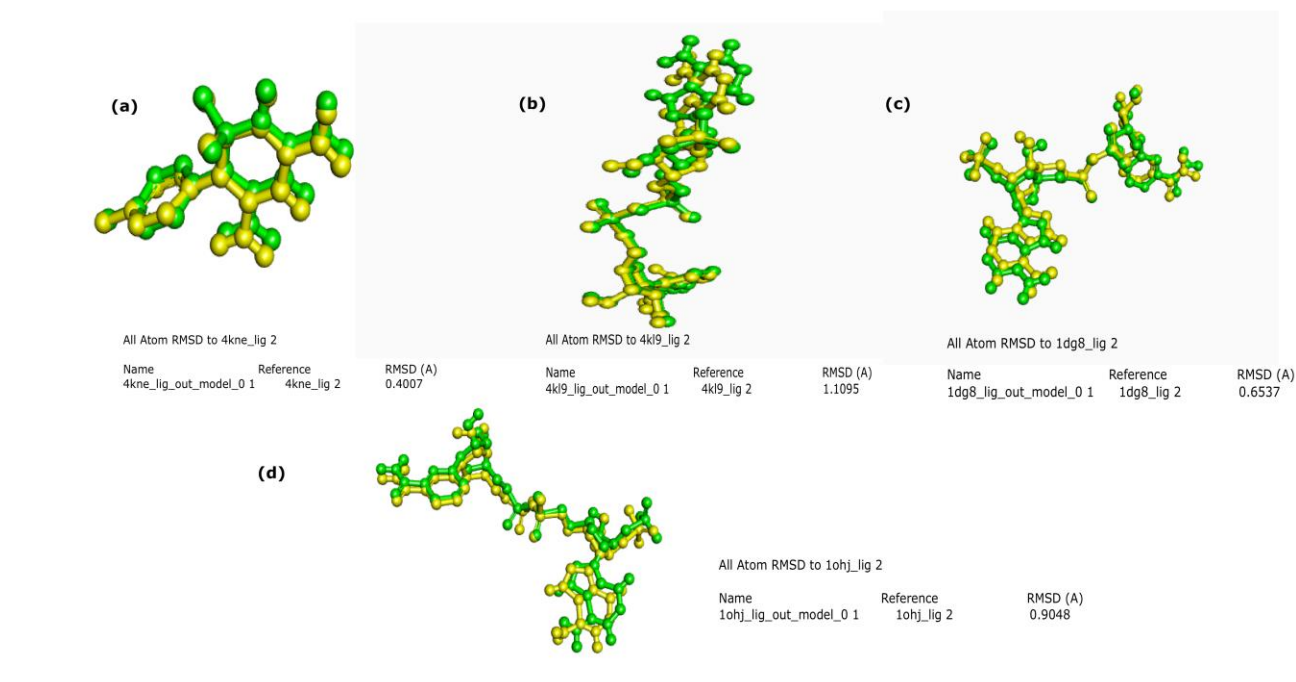 (a)
All Atom RMSD to 4kne_lig 2
Name Reference RMSD (A)
4kne_lig_out_model_0 1 4kne_lig 2 0.4007
(b)
All Atom RMSD to 4kl9_lig 2
Name Reference RMSD (A)
4kl9_lig_out_model_0 1 4kl9_lig 2 1.1095
(c)
All Atom RMSD to 1dg8_lig 2
Name Reference RMSD (A)
1dg8_lig_out_model_0 1 1dg8_lig 2 0.6537
(d)
All Atom RMSD to 1ohj_lig 2
Name Reference RMSD (A)
1ohj_lig_out_model_0 1 1ohj_lig 2 0.9048